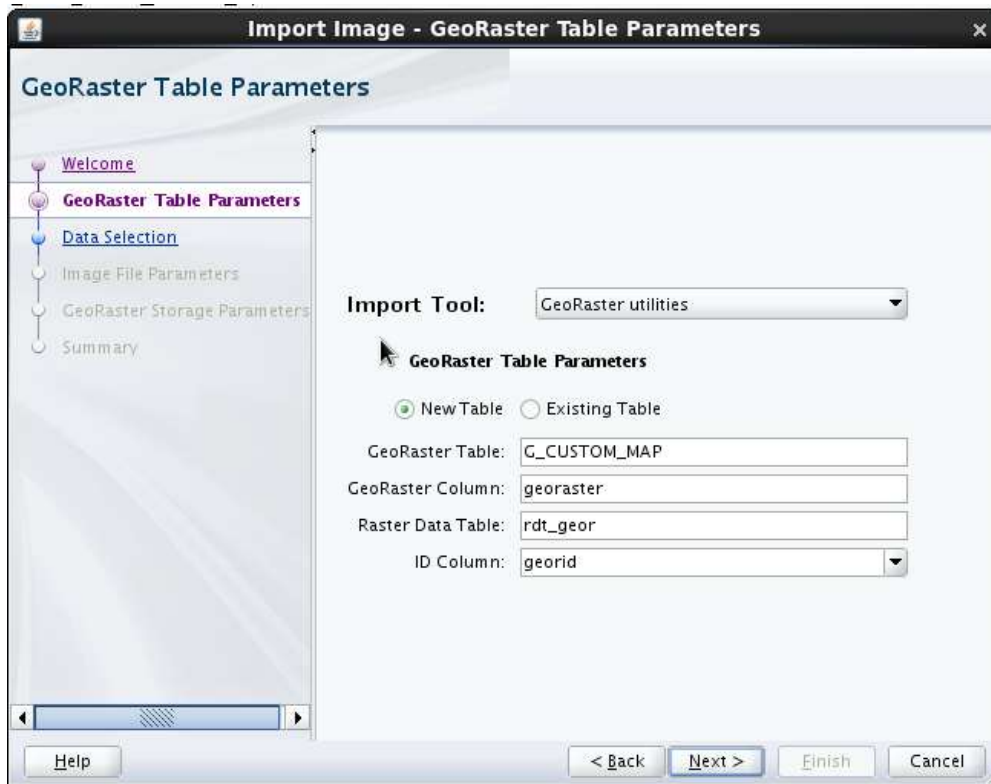 Import Image - GeoRaster Table Parameters
GeoRaster Table Parameters
Welcome
GeoRaster Table Parameters
Data Selection
Image File Parameters
GeoRaster Storage Parameters
Summary
Import Tool: GeoRaster utilities
GeoRaster Table Parameters
New Table Existing Table
GeoRaster Table: G_CUSTOM_MAP
GeoRaster Column: georaster
Raster Data Table: rdt_geor
ID Column: georid
Help < Back Next > Finish Cancel